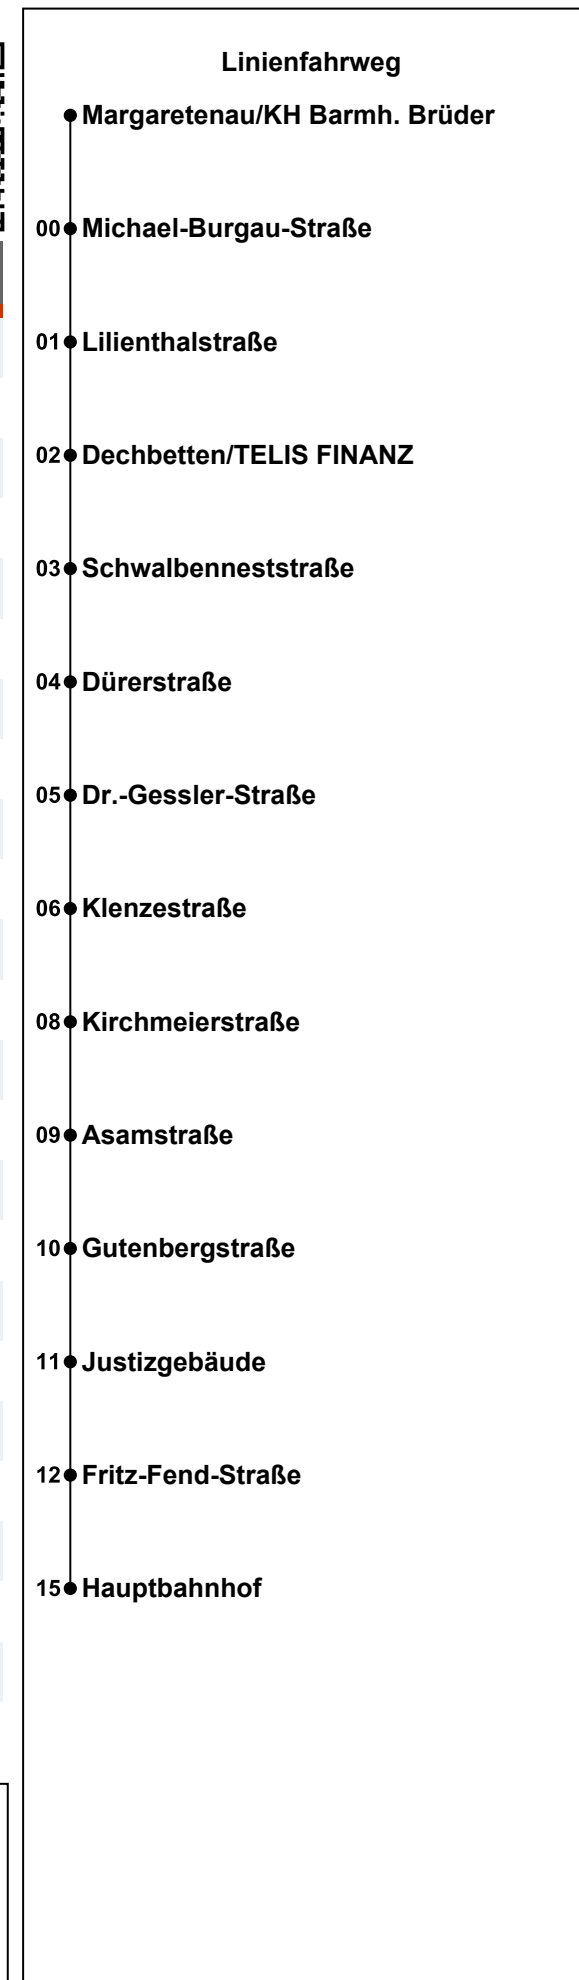 Linienfahrweg
Margaretenau/KH Barmh. Brüder
00 Michael-Burgau-Straße
01 Lilienthalstraße
02 Dechbetten/TELIS FINANZ
03 Schwalbenneststraße
04 Dürerstraße
05 Dr.-Gessler-Straße
06 Klenzestraße
08 Kirchmeierstraße
09 Asamstraße
10 Gutenbergstraße
11 Justizgebäude
12 Fritz-Fend-Straße
15 Hauptbahnhof